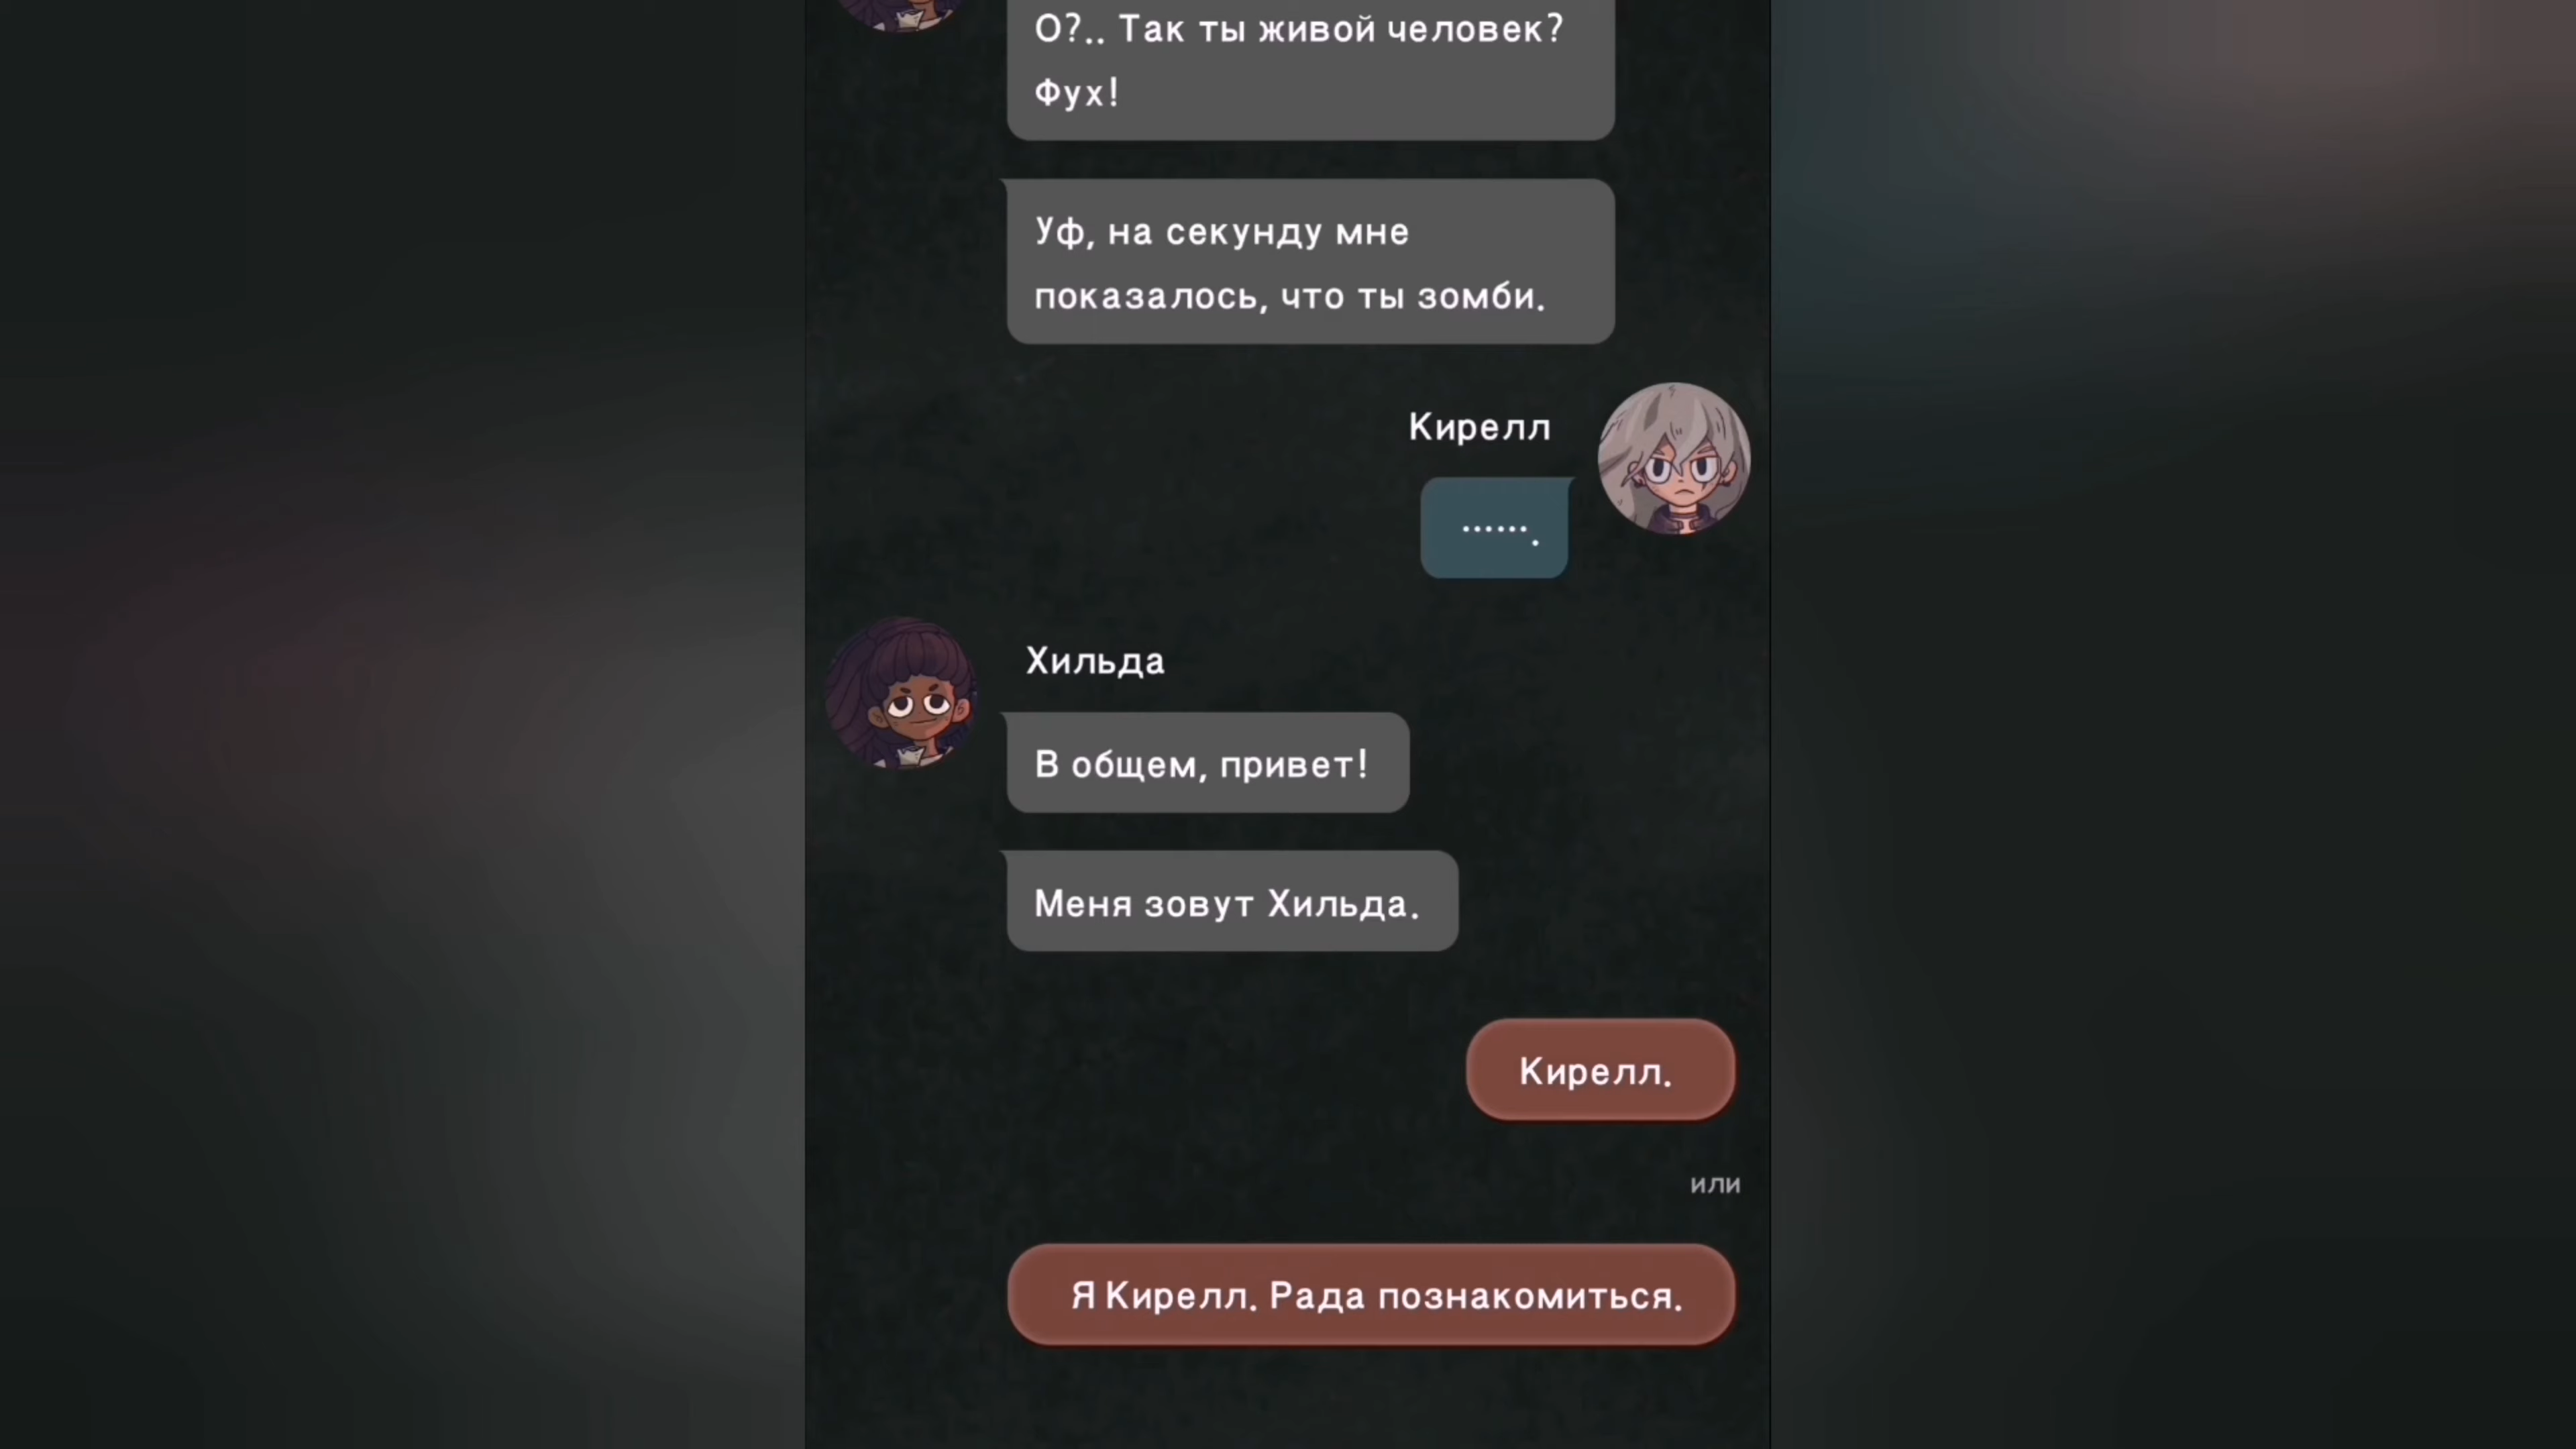 О?.. Так ты живой человек?
Фух!
Уф, на секунду мне
показалось, что ты зомби.
Кирелл
…….
Хильда
В общем, привет!
Меня зовут Хильда.
Кирелл.
или
Я Кирелл. Рада познакомиться.